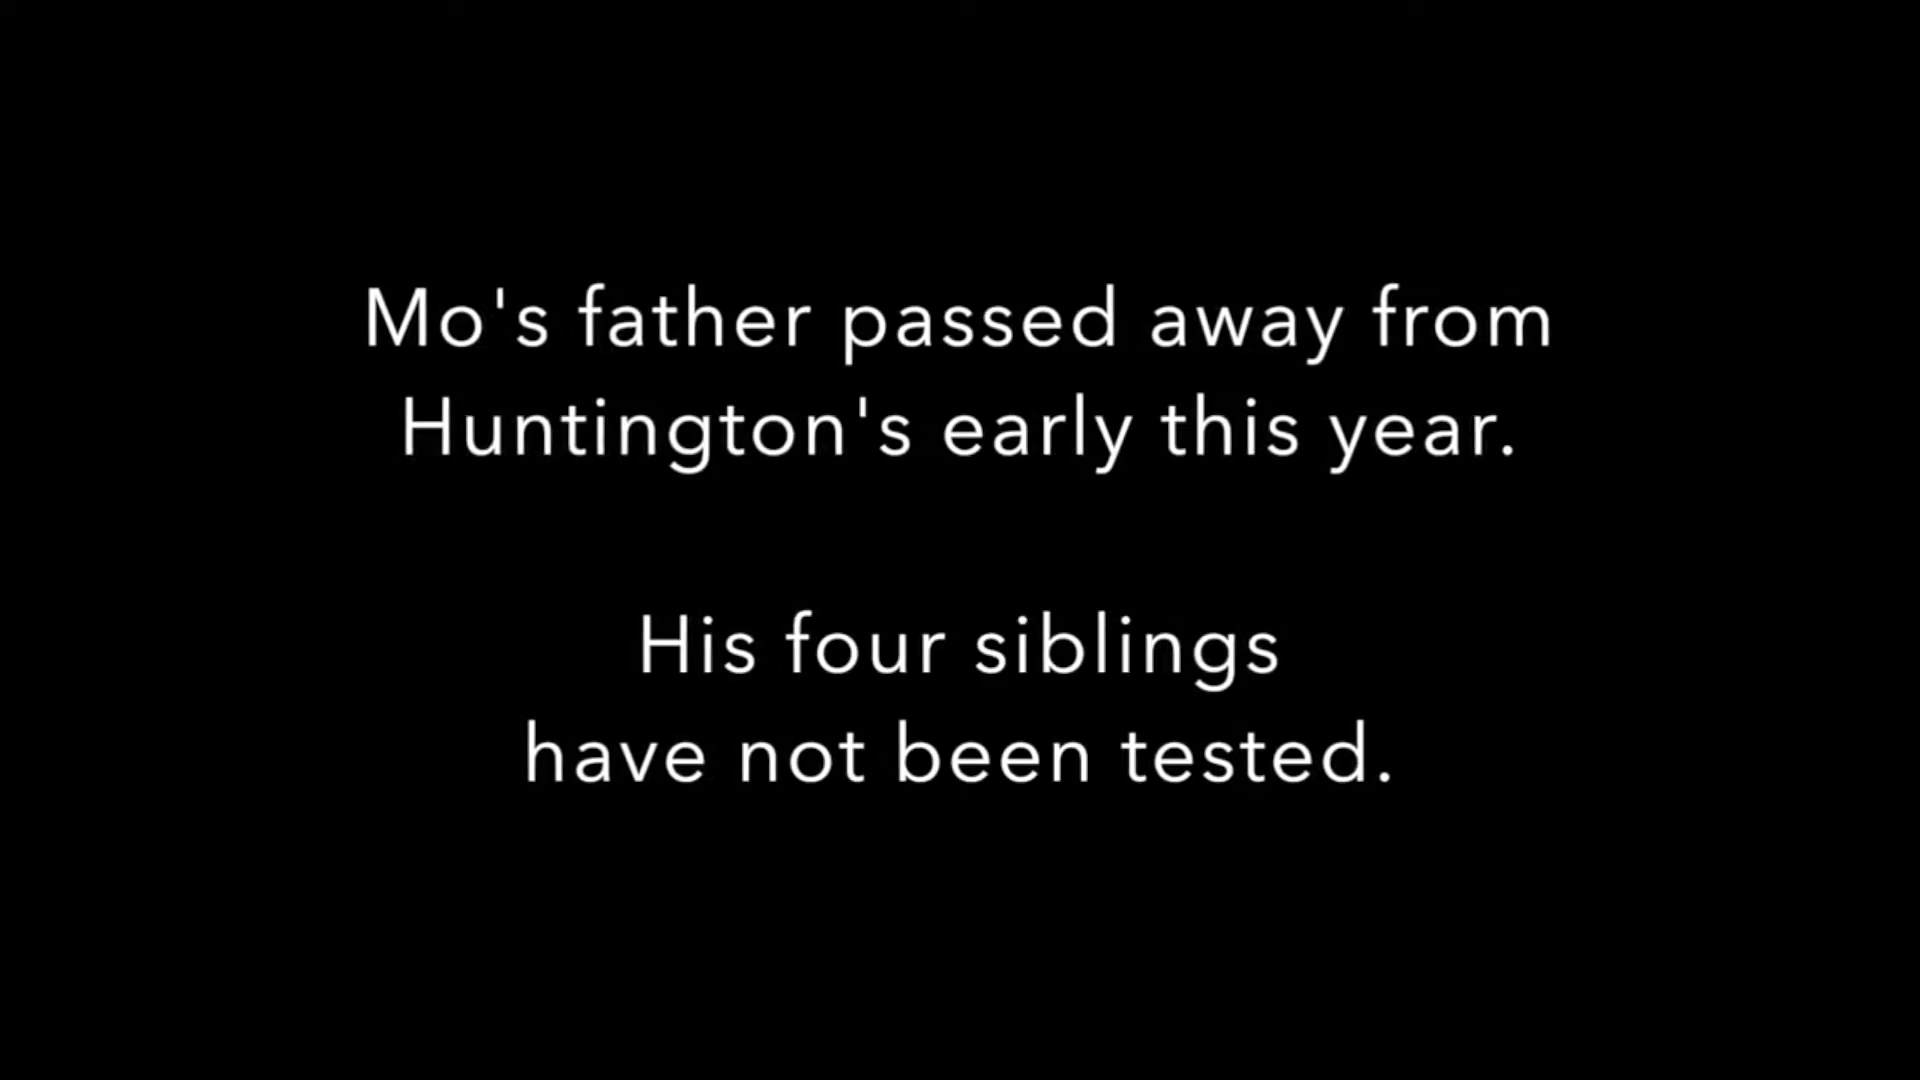 Mo's father passed away from
Huntington's early this year.
His four siblings
have not been tested.